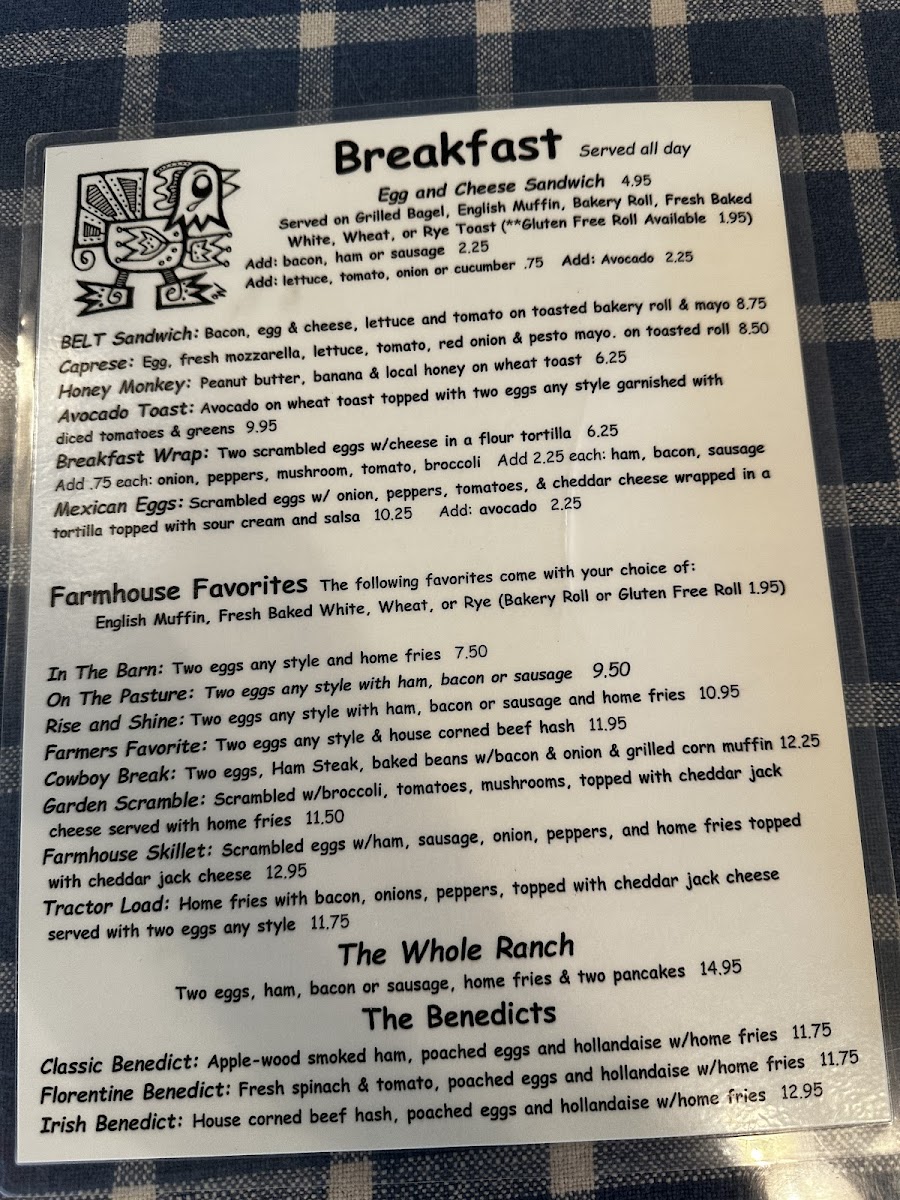 Breakfast Served all day
Egg and Cheese Sandwich 4.95
Served on Grilled Bagel, English Muffin, Bakery Roll, Fresh Baked
White, Wheat, or Rye Toast (**Gluten Free Roll Available 1.95)
Add: bacon, ham or sausage 2.25
Add: lettuce, tomato, onion or cucumber .75 Add: Avocado 2.25
BELT Sandwich: Bacon, egg & cheese, lettuce and tomato on toasted bakery roll & mayo 8.75
Caprese: Egg, fresh mozzarella, lettuce, tomato, red onion & pesto mayo. on toasted roll 8.50
Honey Monkey: Peanut butter, banana & local honey on wheat toast 6.25
Avocado Toast: Avocado on wheat toast topped with two eggs any style garnished with
diced tomatoes & greens 9.95
Breakfast Wrap: Two scrambled eggs w/cheese in a flour tortilla 6.25
Add .75 each: onion, peppers, mushroom, tomato, broccoli Add 2.25 each: ham, bacon, sausage
Mexican Eggs: Scrambled eggs w/ onion, peppers, tomatoes, & cheddar cheese wrapped in a
tortilla topped with sour cream and salsa 10.25 Add: avocado 2.25
Farmhouse Favorites The following favorites come with your choice of:
English Muffin, Fresh Baked White, Wheat, or Rye (Bakery Roll or Gluten Free Roll 1.95)
In The Barn: Two eggs any style and home fries 7.50
On The Pasture: Two eggs any style with ham, bacon or sausage 9.50
Rise and Shine: Two eggs any style with ham, bacon or sausage and home fries 10.95
Farmers Favorite: Two eggs any style & house corned beef hash 11.95
Cowboy Break: Two eggs, Ham Steak, baked beans w/bacon & onion & grilled corn muffin 12.25
Garden Scramble: Scrambled w/broccoli, tomatoes, mushrooms, topped with cheddar jack
cheese served with home fries 11.50
Farmhouse Skillet: Scrambled eggs w/ham, sausage, onion, peppers, and home fries topped
with cheddar jack cheese 12.95
Tractor Load: Home fries with bacon, onions, peppers, topped with cheddar jack cheese
served with two eggs any style 11.75
The Whole Ranch
Two eggs, ham, bacon or sausage, home fries & two pancakes 14.95
The Benedicts
Classic Benedict: Apple-wood smoked ham, poached eggs and hollandaise w/home fries 11.75
Florentine Benedict: Fresh spinach & tomato, poached eggs and hollandaise w/home fries 11.75
Irish Benedict: House corned beef hash, poached eggs and hollandaise w/home fries 12.95